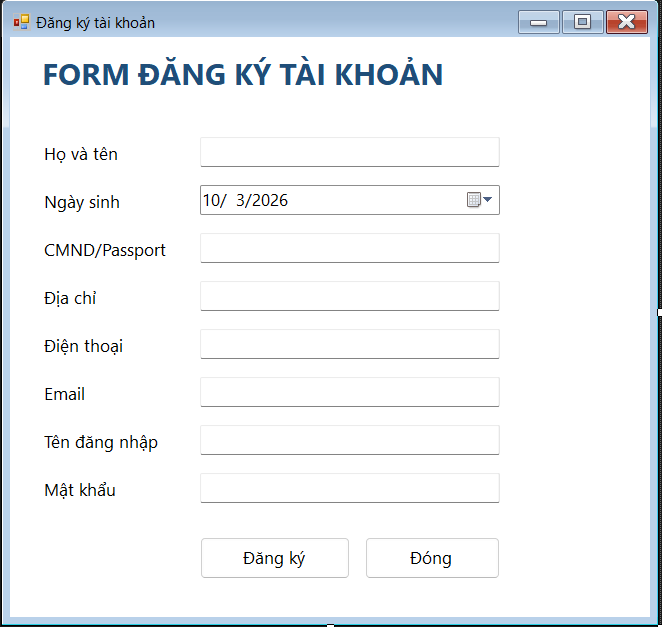 Đăng ký tài khoản
FORM ĐĂNG KÝ TÀI KHOẢN
Họ và tên
Ngày sinh 10/ 3/2026
CMND/Passport
Địa chỉ
Điện thoại
Email
Tên đăng nhập
Mật khẩu
Đăng ký Đóng